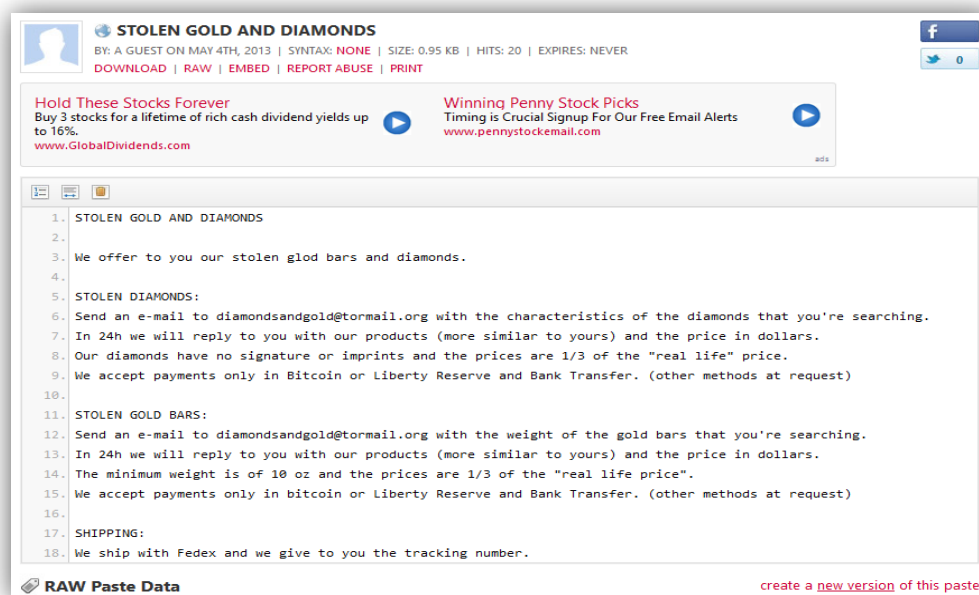 STOLEN GOLD AND DIAMONDS
BY: A GUEST ON MAY 4TH, 2013 | SYNTAX: NONE | SIZE: 0.95 KB | HITS: 20 | EXPIRES: NEVER
DOWNLOAD | RAW | EMBED | REPORT ABUSE | PRINT
f
0
Hold These Stocks Forever
Buy 3 stocks for a lifetime of rich cash dividend yields up
to 16%.
www.GlobalDividends.com
Winning Penny Stock Picks
Timing is Crucial Signup For Our Free Email Alerts
www.pennystockemail.com
ads
1. STOLEN GOLD AND DIAMONDS
2.
3. We offer to you our stolen glod bars and diamonds.
4.
5. STOLEN DIAMONDS:
6. Send an e-mail to diamondsandgold@tormail.org with the characteristics of the diamonds that you're searching.
7. In 24h we will reply to you with our products (more similar to yours) and the price in dollars.
8. Our diamonds have no signature or imprints and the prices are 1/3 of the "real life" price.
9. We accept payments only in Bitcoin or Liberty Reserve and Bank Transfer. (other methods at request)
10.
11. STOLEN GOLD BARS:
12. Send an e-mail to diamondsandgold@tormail.org with the weight of the gold bars that you're searching.
13. In 24h we will reply to you with our products (more similar to yours) and the price in dollars.
14. The minimum weight is of 10 oz and the prices are 1/3 of the "real life price".
15. We accept payments only in bitcoin or Liberty Reserve and Bank Transfer. (other methods at request)
16.
17. SHIPPING:
18. We ship with Fedex and we give to you the tracking number.
RAW Paste Data
create a new version of this paste